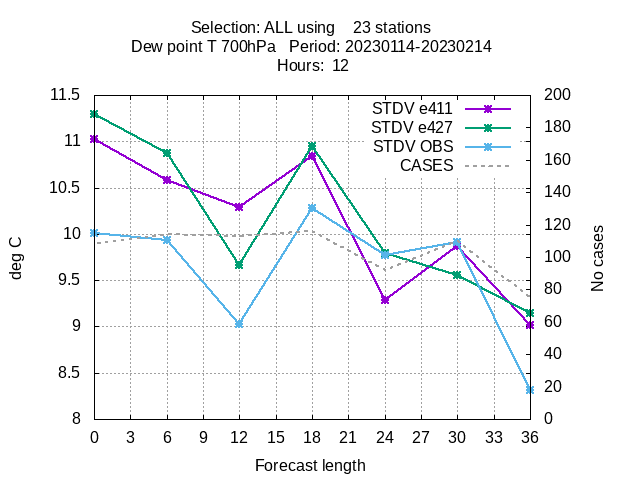 Selection: ALL using    23 stations
Dew point T 700hPa   Period: 20230114-20230214
Hours:  12
11.5
11
10.5
10
9.5
9
8.5
8
200
180
160
140
120
100
80
60
40
20
0
STDV e411
STDV e427
STDV OBS
CASES
deg C
No cases
0 3 6 9 12 15 18 21 24 27 30 33 36
Forecast length